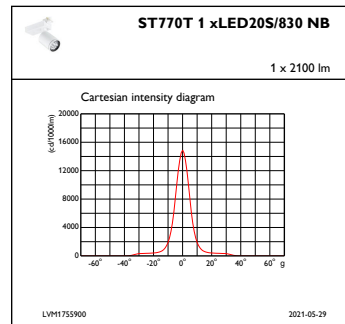 ST770T 1 xLED20S/830 NB
1 x 2100 lm
Cartesian intensity diagram
(cd/1000lm)
20000
16000
12000
8000
4000
0
-60° -40° -20° 0° 20° 40° 60° g
LVM1755900 2021-05-29